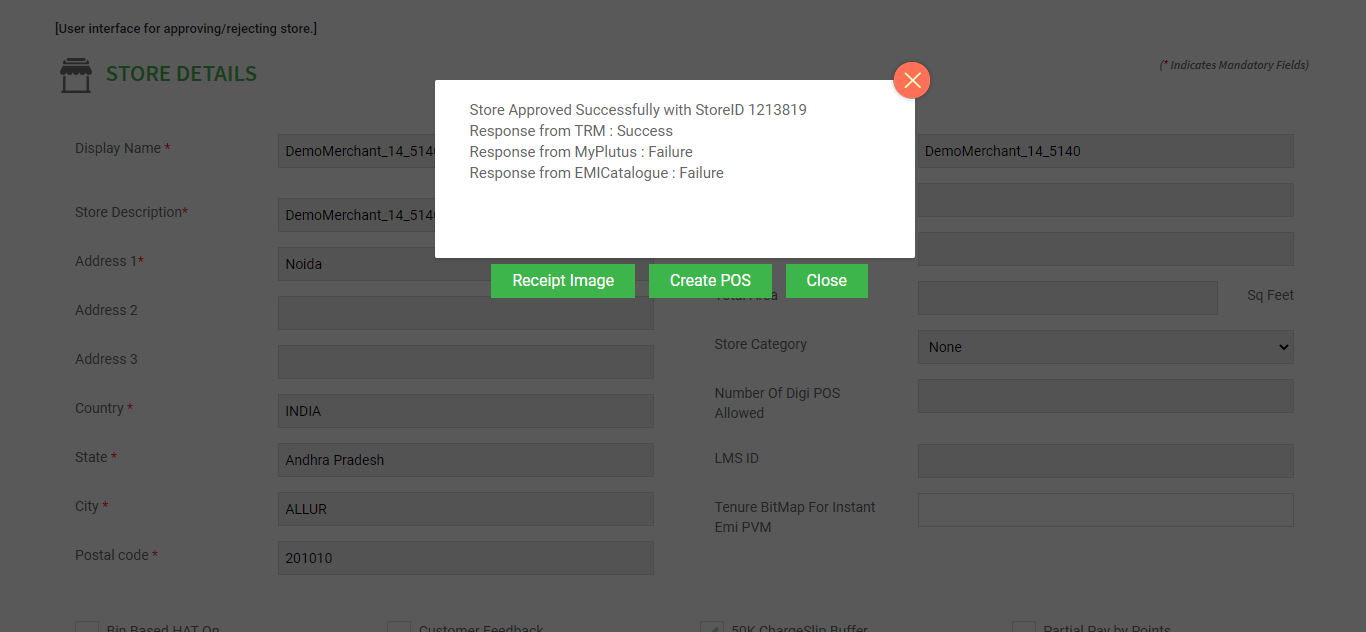 [User interface for approving/rejecting store.]
STORE DETAILS
(* Indicates Mandatory Fields)
Store Approved Successfully with StoreID 1213819
Response from TRM : Success
Response from MyPlutus : Failure
Response from EMICatalogue : Failure
Receipt Image
Create POS
Close
Display Name *
DemoMerchant_14_5140
DemoMerchant_14_5140
Store Description*
DemoMerchant_14_5140
Address 1*
Noida
Address 2
Total Area
Sq Feet
Address 3
Store Category
None
Country *
INDIA
Number Of Digi POS
Allowed
State *
Andhra Pradesh
LMS ID
City *
ALLUR
Tenure BitMap For Instant
Emi PVM
Postal code *
201010
Bin Based HAT On
Customer Feedback
50K ChargeSlip Buffer
Partial Pay by Points